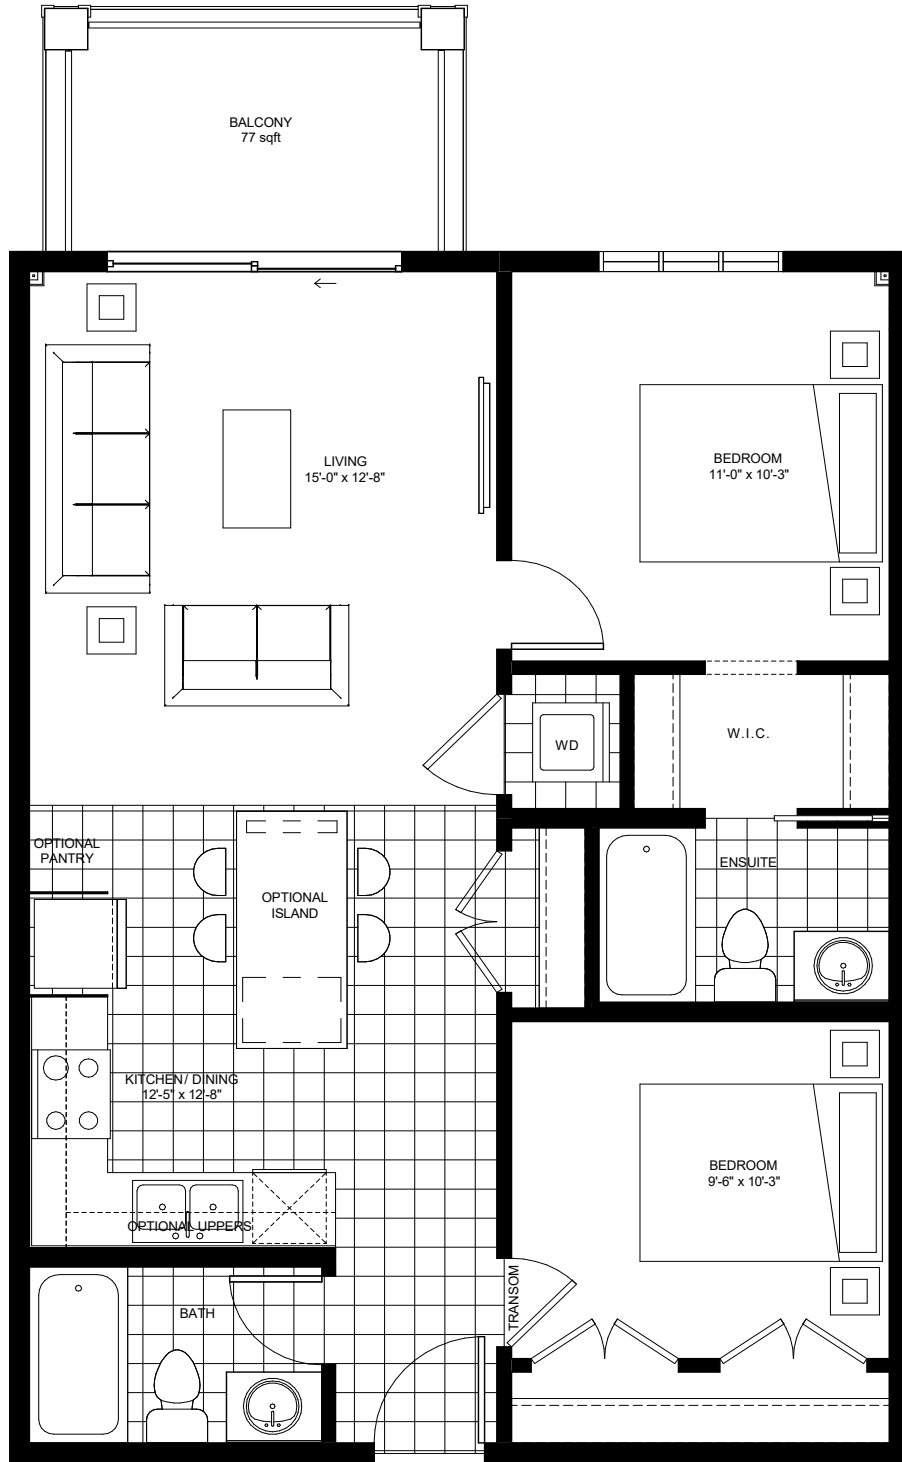 BALCONY
77 sqft
LIVING
15'-0" x 12'-8"
BEDROOM
11'-0" x 10'-3"
WD
W.I.C.
OPTIONAL
PANTRY
OPTIONAL
ISLAND
ENSUITE
KITCHEN/ DINING
12'-5" x 12'-8"
BEDROOM
9'-6" x 10'-3"
OPTIONAL UPPERS
TRANSOM
BATH